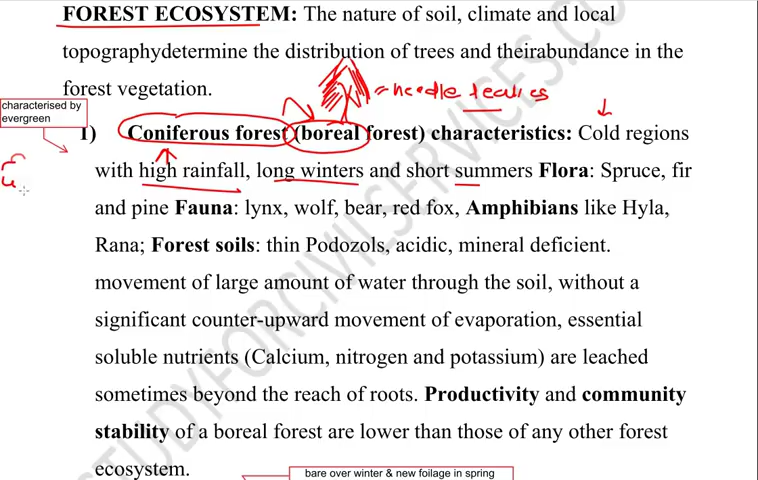 FOREST ECOSYSTEM: The nature of soil, climate and local
topographydetermine the distribution of trees and theirabundance in the
forest vegetation.
= needle leaves
characterised by
evergreen
1) Coniferous forest (boreal forest) characteristics: Cold regions
with high rainfall, long winters and short summers Flora: Spruce, fir
and pine Fauna: lynx, wolf, bear, red fox, Amphibians like Hyla,
Rana; Forest soils: thin Podozols, acidic, mineral deficient.
movement of large amount of water through the soil, without a
significant counter-upward movement of evaporation, essential
soluble nutrients (Calcium, nitrogen and potassium) are leached
sometimes beyond the reach of roots. Productivity and community
stability of a boreal forest are lower than those of any other forest
ecosystem.
bare over winter & new foilage in spring
STUDYFORCIVILSERVICES.COM